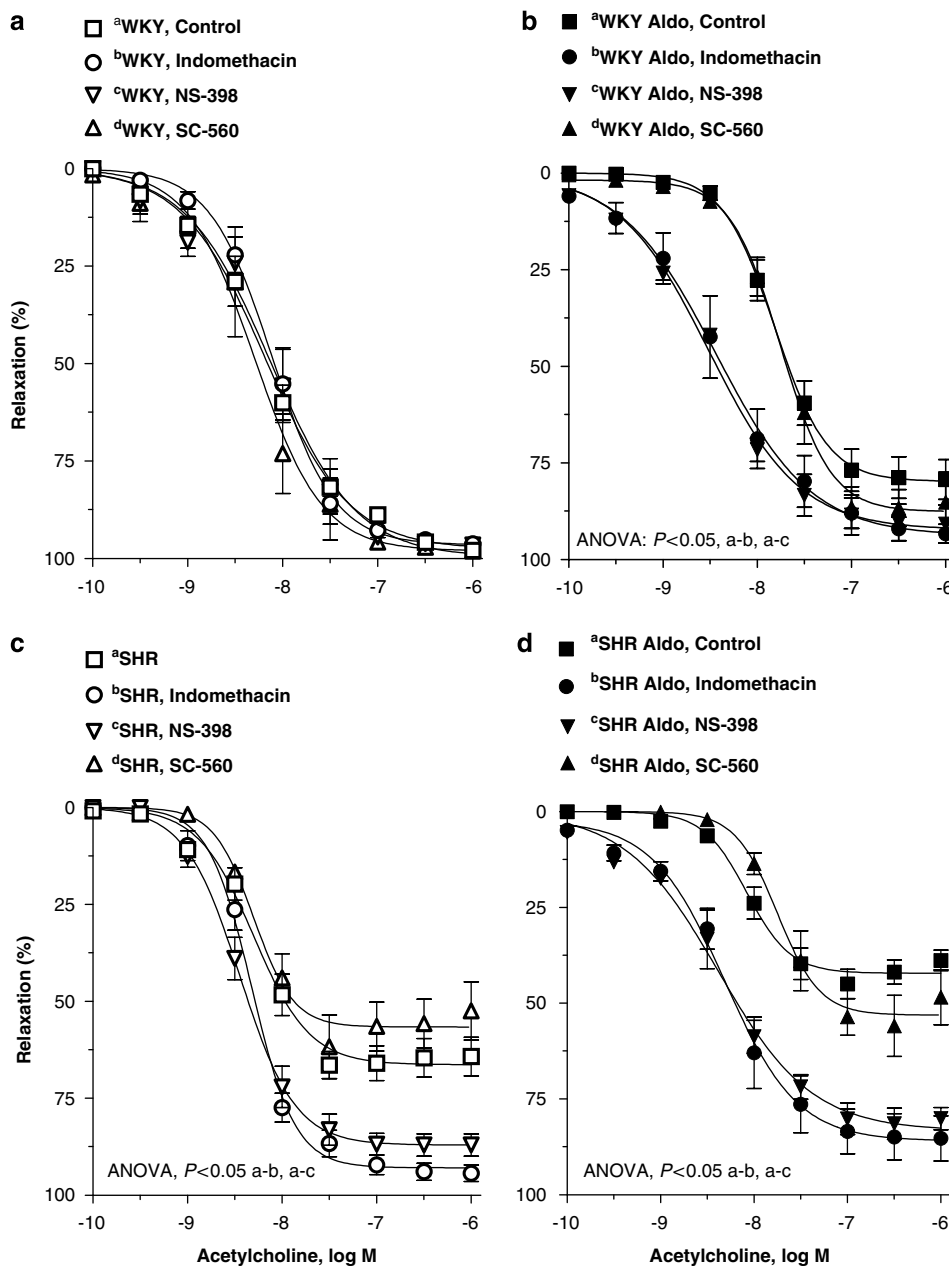 a
ᵃWKY, Control
ᵇWKY, Indomethacin
ᶜWKY, NS-398
ᵈWKY, SC-560
0
25
50
75
100
Relaxation (%)
-10
-9
-8
-7
-6
b
ᵃWKY Aldo, Control
ᵇWKY Aldo, Indomethacin
ᶜWKY Aldo, NS-398
ᵈWKY Aldo, SC-560
0
25
50
75
100
ANOVA: P<0.05, a-b, a-c
-10
-9
-8
-7
-6
c
ᵃSHR
ᵇSHR, Indomethacin
ᶜSHR, NS-398
ᵈSHR, SC-560
0
25
50
75
100
Relaxation (%)
ANOVA, P<0.05 a-b, a-c
-10
-9
-8
-7
-6
Acetylcholine, log M
d
ᵃSHR Aldo, Control
ᵇSHR Aldo, Indomethacin
ᶜSHR Aldo, NS-398
ᵈSHR Aldo, SC-560
0
25
50
75
100
ANOVA, P<0.05 a-b, a-c
-10
-9
-8
-7
-6
Acetylcholine, log M